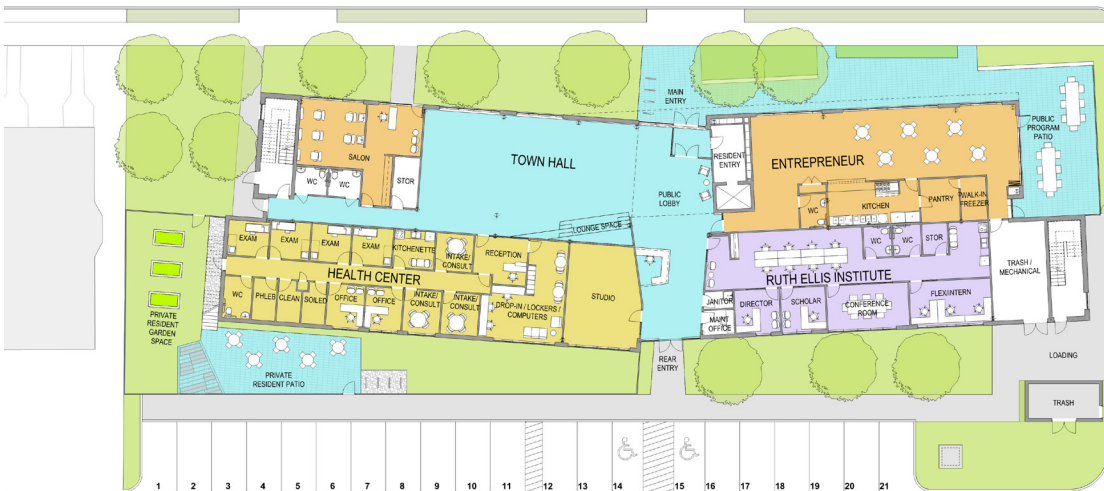 MAIN
ENTRY
PUBLIC
PROGRAM
PATIO
SALON
TOWN HALL
RESIDENT
ENTRY
ENTREPRENEUR
WC
WC
STOR
PUBLIC
LOBBY
WC
KITCHEN
PANTRY
WALK-IN
FREEZER
LOUNGE SPACE
EXAM
EXAM
EXAM
EXAM
KITCHENETTE
INTAKE/
CONSULT
RECEPTION
WC
WC
STOR
TRASH /
MECHANICAL
HEALTH CENTER
RUTH ELLIS INSTITUTE
WC
PHLEB
CLEAN
SOILED
OFFICE
OFFICE
INTAKE/
CONSULT
INTAKE/
CONSULT
DROP-IN / LOCKERS /
COMPUTERS
STUDIO
JANITOR
MAINT
OFFICE
DIRECTOR
SCHOLAR
CONFERENCE
ROOM
FLEX/INTERN
PRIVATE
RESIDENT
GARDEN
SPACE
PRIVATE
RESIDENT PATIO
REAR
ENTRY
LOADING
TRASH
1 2 3 4 5 6 7 8 9 10 11 12 13 14 15 16 17 18 19 20 21